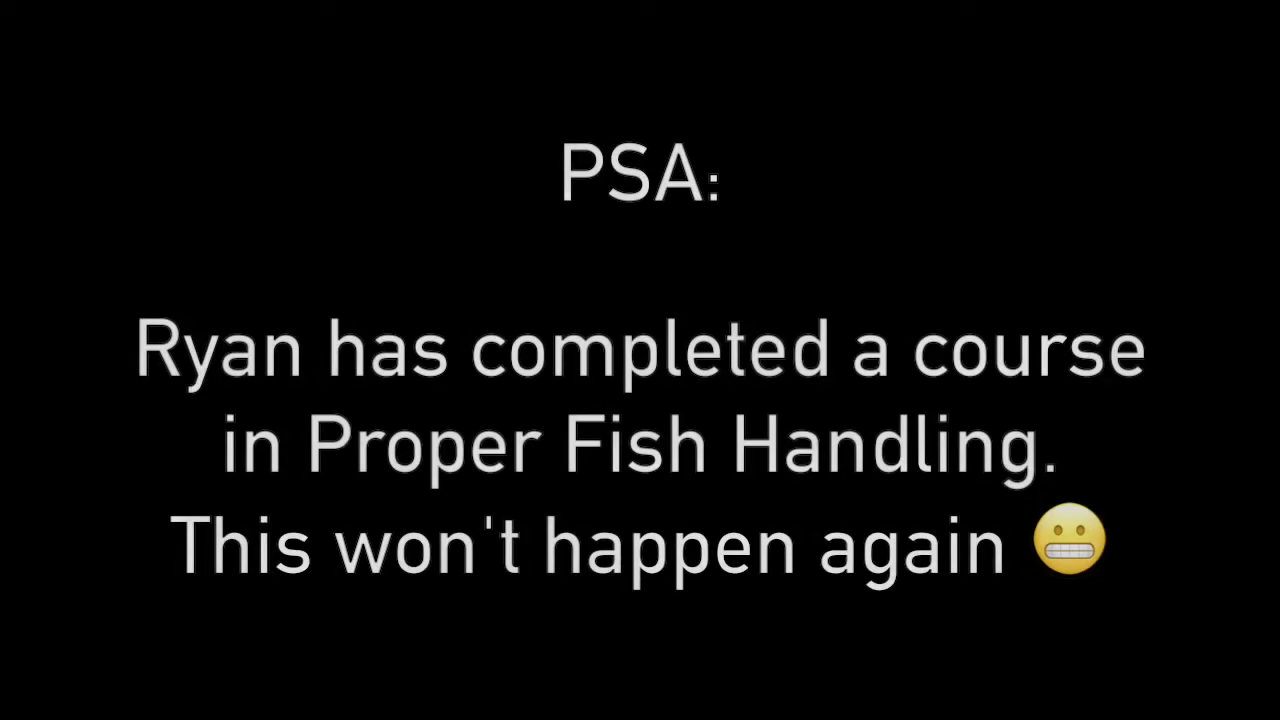 PSA:
Ryan has completed a course
in Proper Fish Handling.
This won't happen again 😬